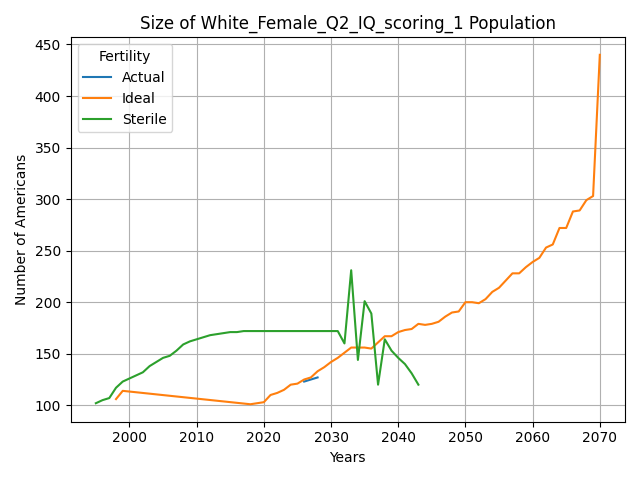 Size of White_Female_Q2_IQ_scoring_1 Population
450
400
350
300
250
200
150
100
Number of Americans
Fertility
Actual
Ideal
Sterile
2000 2010 2020 2030 2040 2050 2060 2070
Years